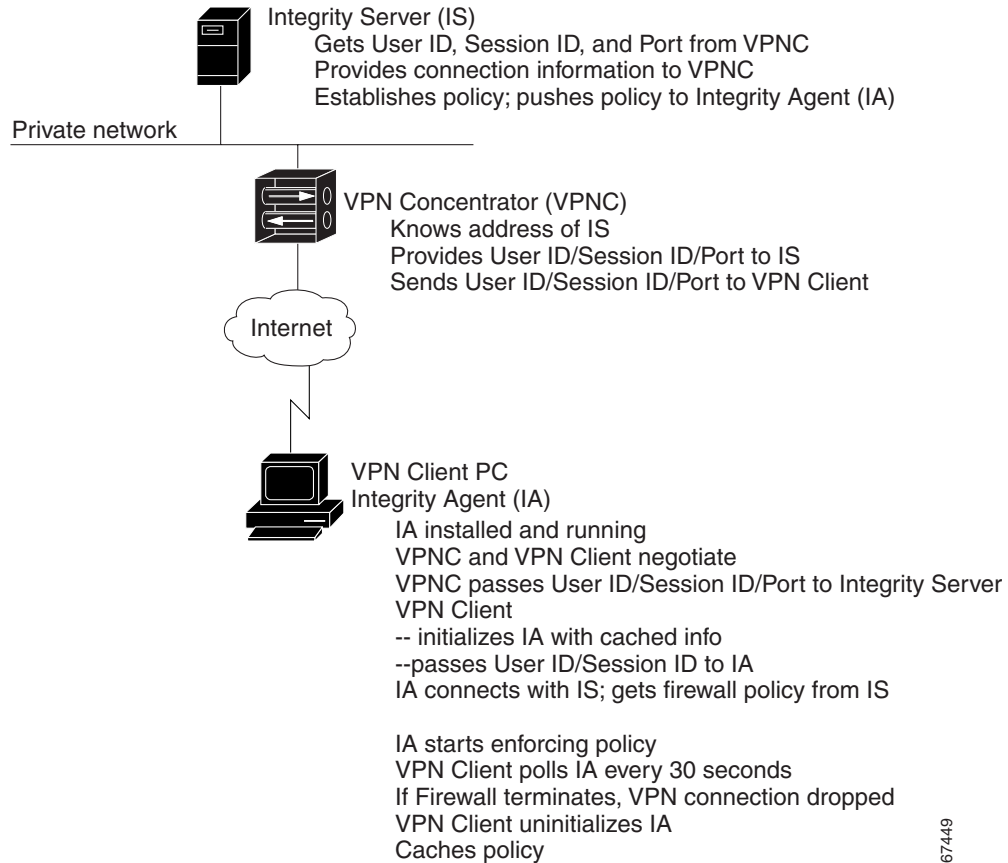 Integrity Server (IS)
Gets User ID, Session ID, and Port from VPNC
Provides connection information to VPNC
Establishes policy; pushes policy to Integrity Agent (IA)
Private network
VPN Concentrator (VPNC)
Knows address of IS
Provides User ID/Session ID/Port to IS
Sends User ID/Session ID/Port to VPN Client
Internet
VPN Client PC
Integrity Agent (IA)
IA installed and running
VPNC and VPN Client negotiate
VPNC passes User ID/Session ID/Port to Integrity Server
VPN Client
-- initializes IA with cached info
--passes User ID/Session ID to IA
IA connects with IS; gets firewall policy from IS
IA starts enforcing policy
VPN Client polls IA every 30 seconds
If Firewall terminates, VPN connection dropped
VPN Client uninitializes IA
Caches policy
67449